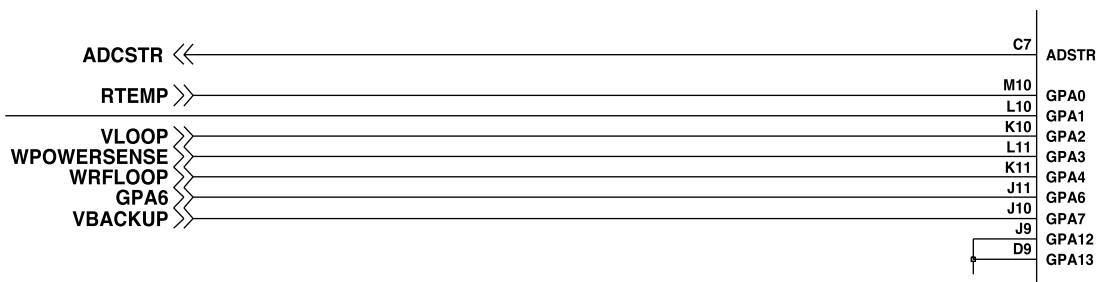 C7
ADCSTR ADSTR
M10
RTEMP GPA0
L10
GPA1
K10
VLOOP GPA2
L11
WPOWERSENSE GPA3
K11
WRFLOOP GPA4
J11
GPA6 GPA6
J10
VBACKUP GPA7
J9
GPA12
D9
GPA13